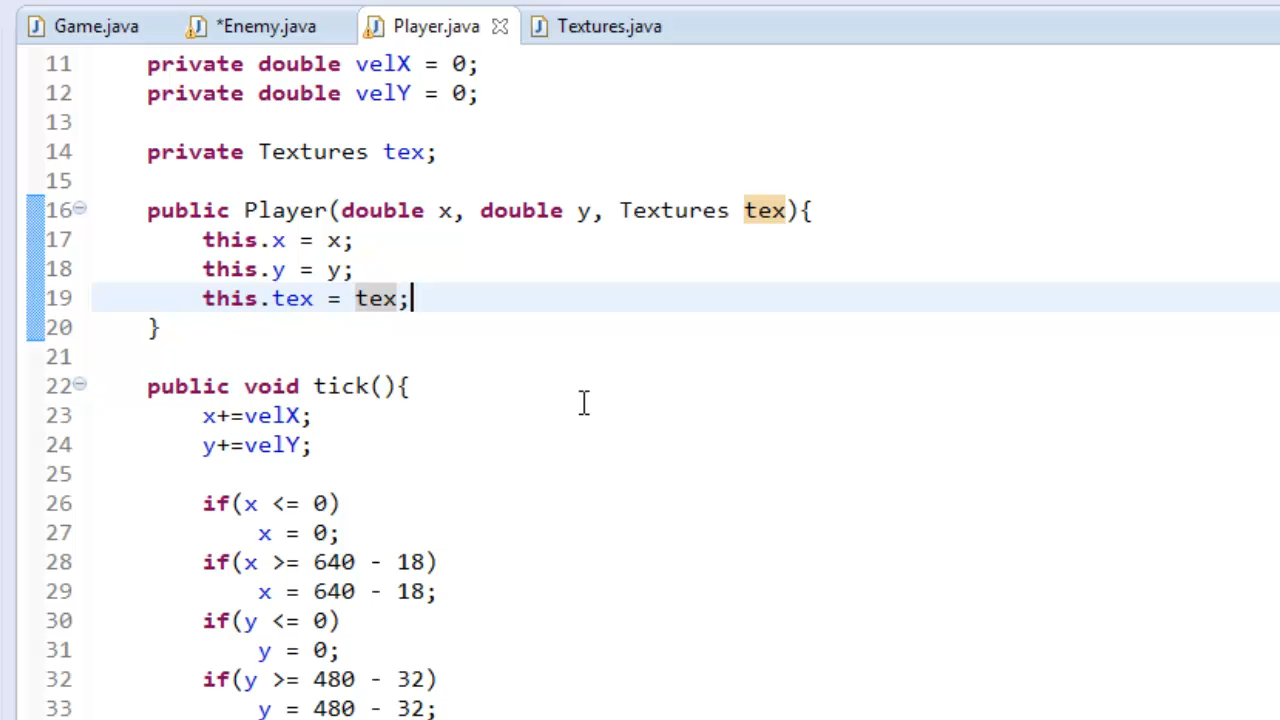 Game.java *Enemy.java Player.java Textures.java
11 private double velX = 0;
12 private double velY = 0;
13
14 private Textures tex;
15
16 public Player(double x, double y, Textures tex){
17 this.x = x;
18 this.y = y;
19 this.tex = tex;
20 }
21
22 public void tick(){
23 x+=velX;
24 y+=velY;
25
26 if(x <= 0)
27 x = 0;
28 if(x >= 640 - 18)
29 x = 640 - 18;
30 if(y <= 0)
31 y = 0;
32 if(y >= 480 - 32)
33 y = 480 - 32;